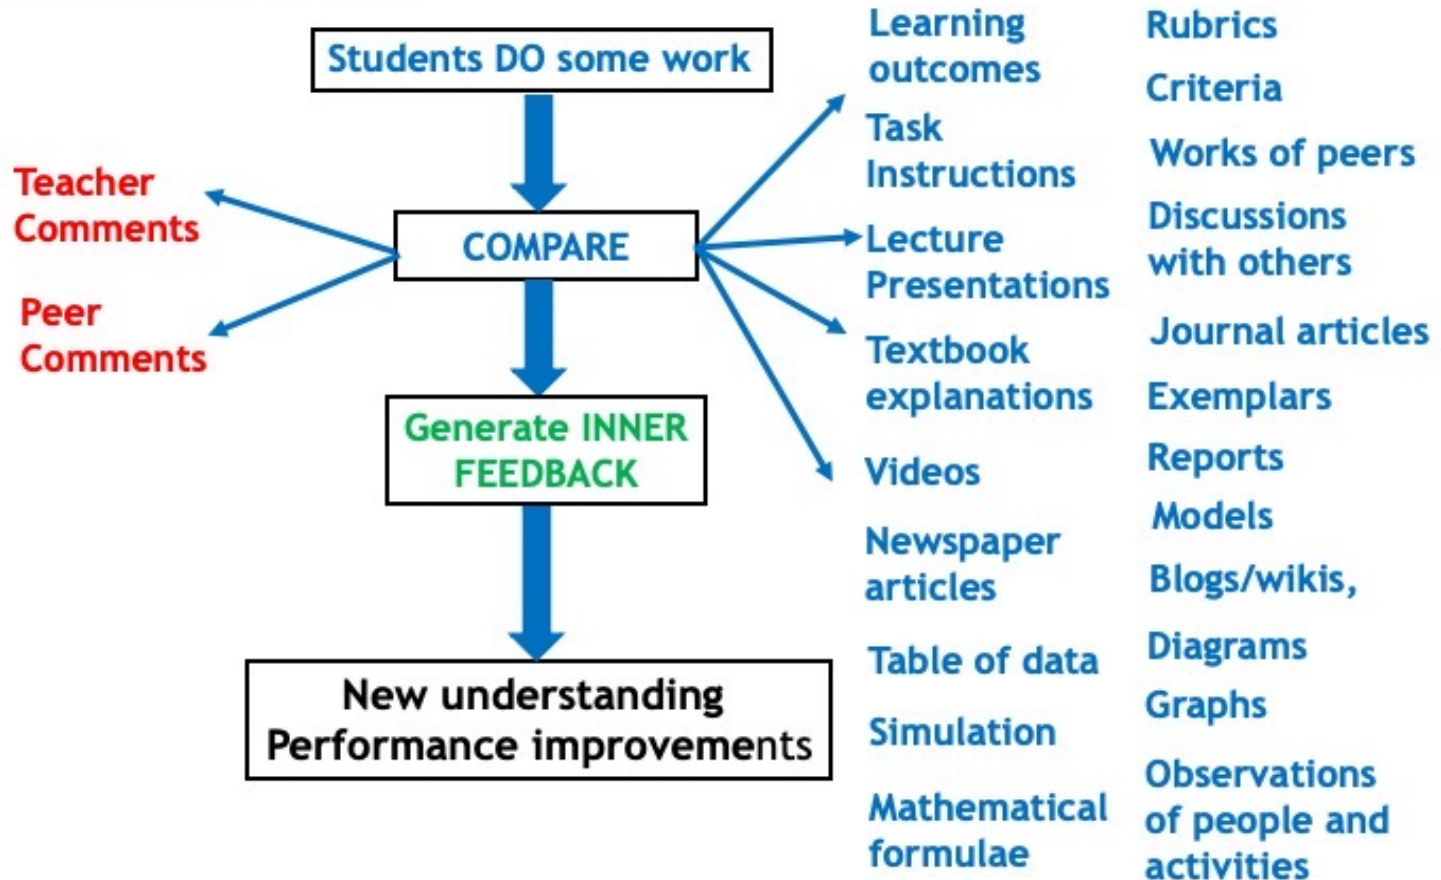 Students DO some work
COMPARE
Generate INNER
FEEDBACK
New understanding
Performance improvements
Teacher
Comments
Peer
Comments
Learning
outcomes
Task
Instructions
Lecture
Presentations
Textbook
explanations
Videos
Newspaper
articles
Table of data
Simulation
Mathematical
formulae
Rubrics
Criteria
Works of peers
Discussions
with others
Journal articles
Exemplars
Reports
Models
Blogs/wikis,
Diagrams
Graphs
Observations
of people and
activities